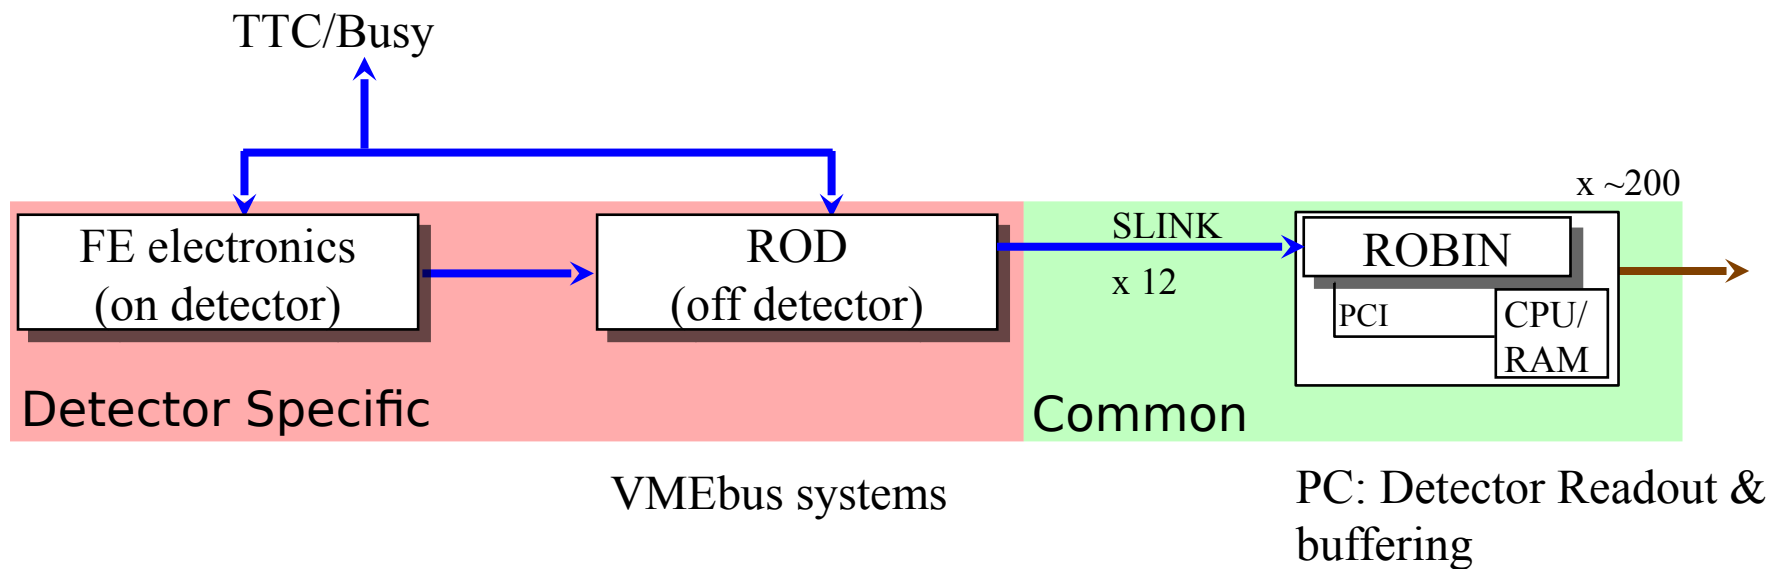 TTC/Busy
x ~200
FE electronics
(on detector)
ROD
(off detector)
SLINK
x 12
ROBIN
PCI
CPU/
RAM
Detector Specific
Common
VMEbus systems
PC: Detector Readout &
buffering